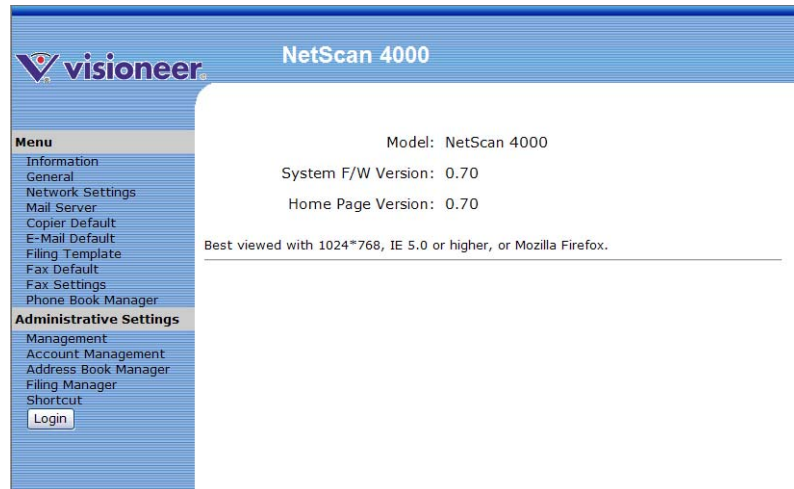 visioneer
NetScan 4000
Menu
Information
General
Network Settings
Mail Server
Copier Default
E-Mail Default
Filing Template
Fax Default
Fax Settings
Phone Book Manager
Administrative Settings
Management
Account Management
Address Book Manager
Filing Manager
Shortcut
Login
Model: NetScan 4000
System F/W Version: 0.70
Home Page Version: 0.70
Best viewed with 1024*768, IE 5.0 or higher, or Mozilla Firefox.